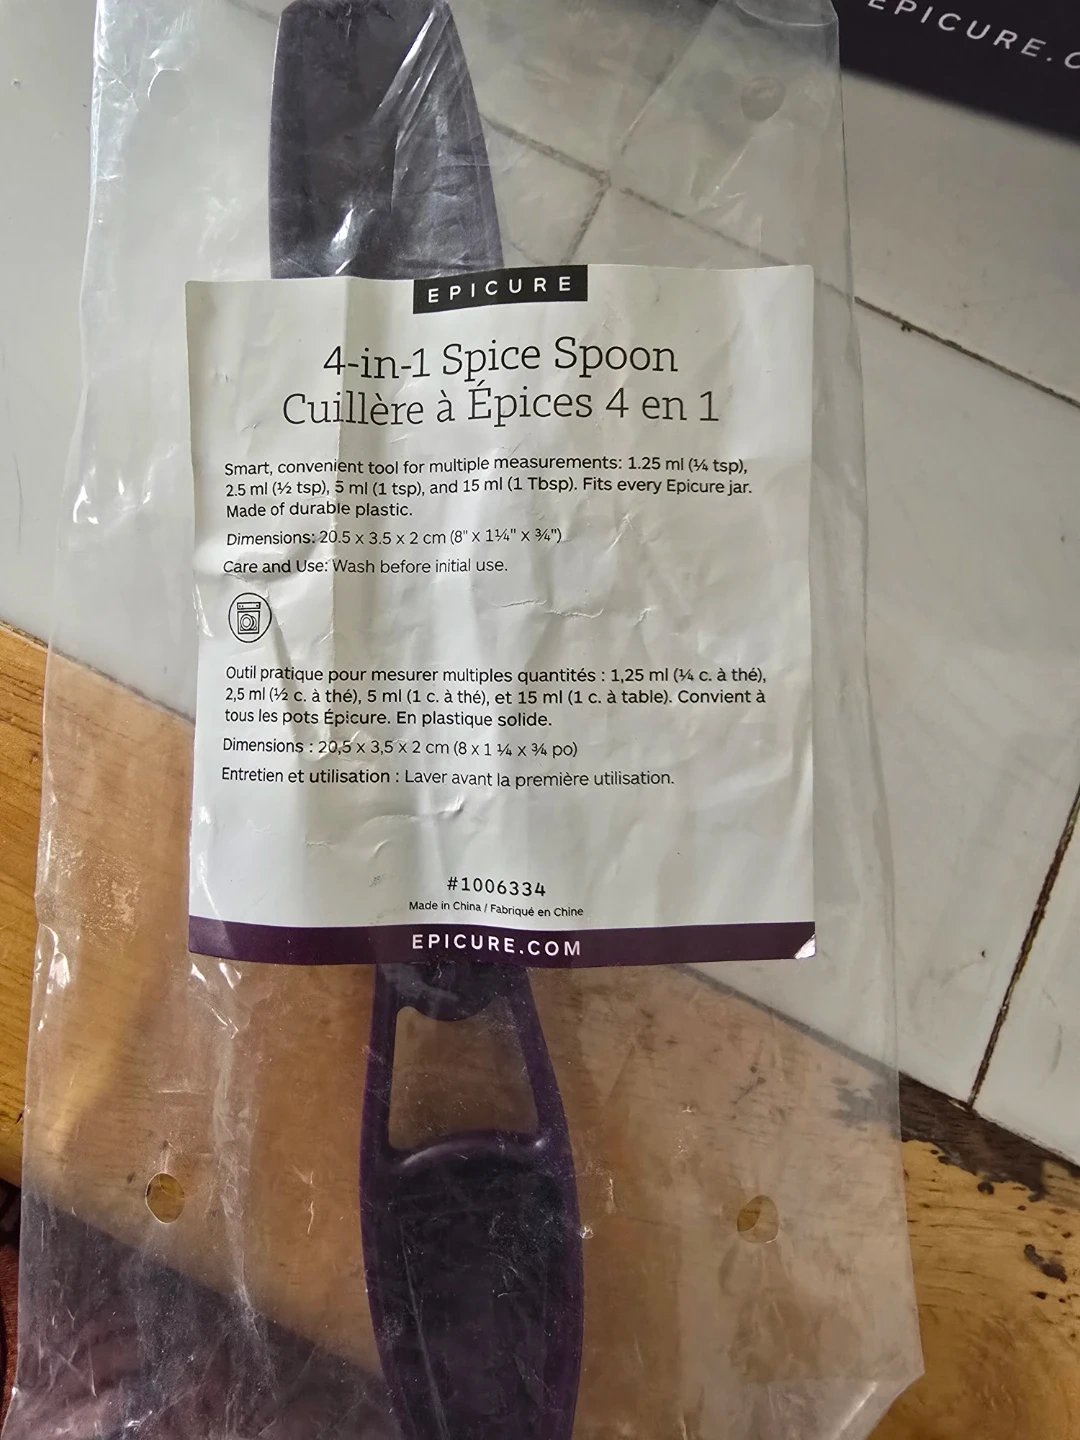 EPICURE.C
EPICURE
4-in-1 Spice Spoon
Cuillère à Épices 4 en 1
Smart, convenient tool for multiple measurements: 1.25 ml (¼ tsp),
2.5 ml (½ tsp), 5 ml (1 tsp), and 15 ml (1 Tbsp). Fits every Epicure jar.
Made of durable plastic.
Dimensions: 20.5 x 3.5 x 2 cm (8" x 1¼" x ¾")
Care and Use: Wash before initial use.
Outil pratique pour mesurer multiples quantités : 1,25 ml (¼ c. à thé),
2,5 ml (½ c. à thé), 5 ml (1 c. à thé), et 15 ml (1 c. à table). Convient à
tous les pots Épicure. En plastique solide.
Dimensions : 20,5 x 3,5 x 2 cm (8 x 1 ¼ x ¾ po)
Entretien et utilisation : Laver avant la première utilisation.
#1006334
Made in China / Fabriqué en Chine
EPICURE.COM